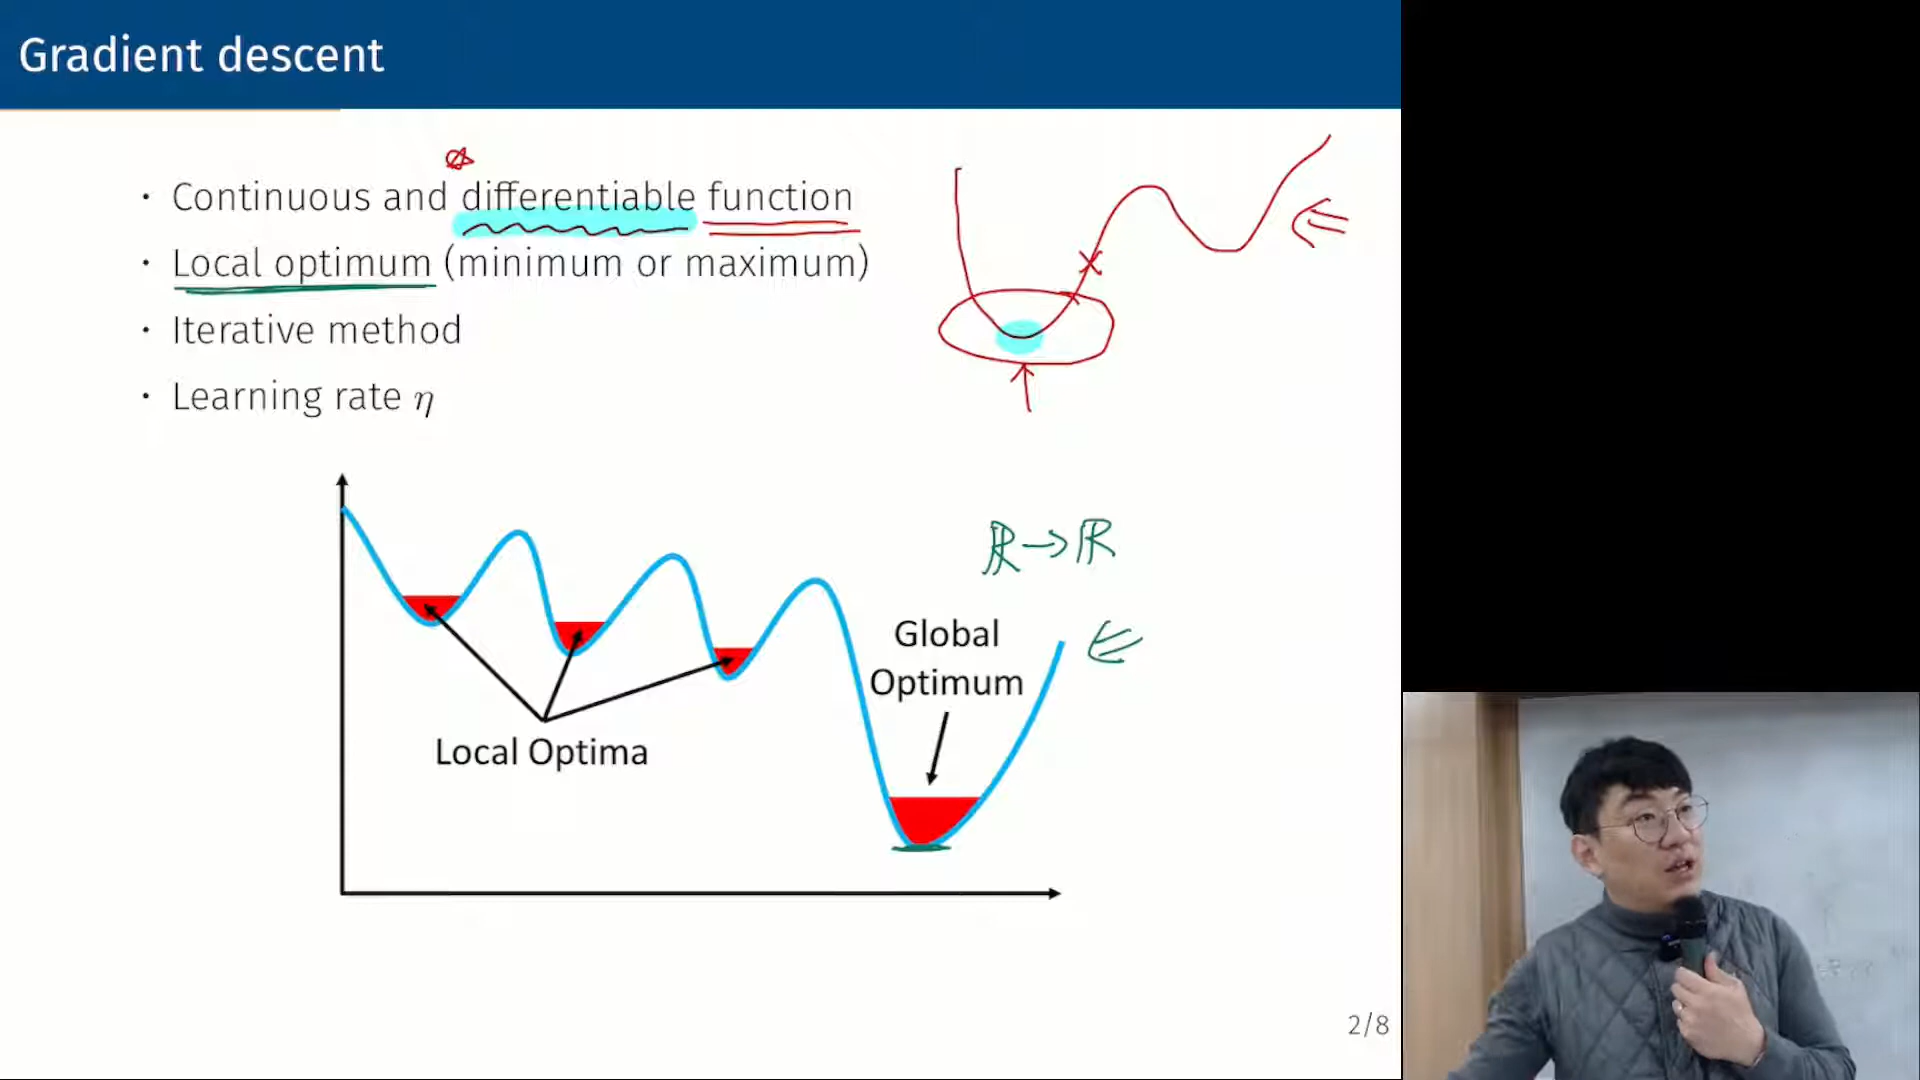 Gradient descent
· Continuous and differentiable function
· Local optimum (minimum or maximum)
· Iterative method
· Learning rate η
ℝ→ℝ
Global
Optimum
Local Optima
2/8